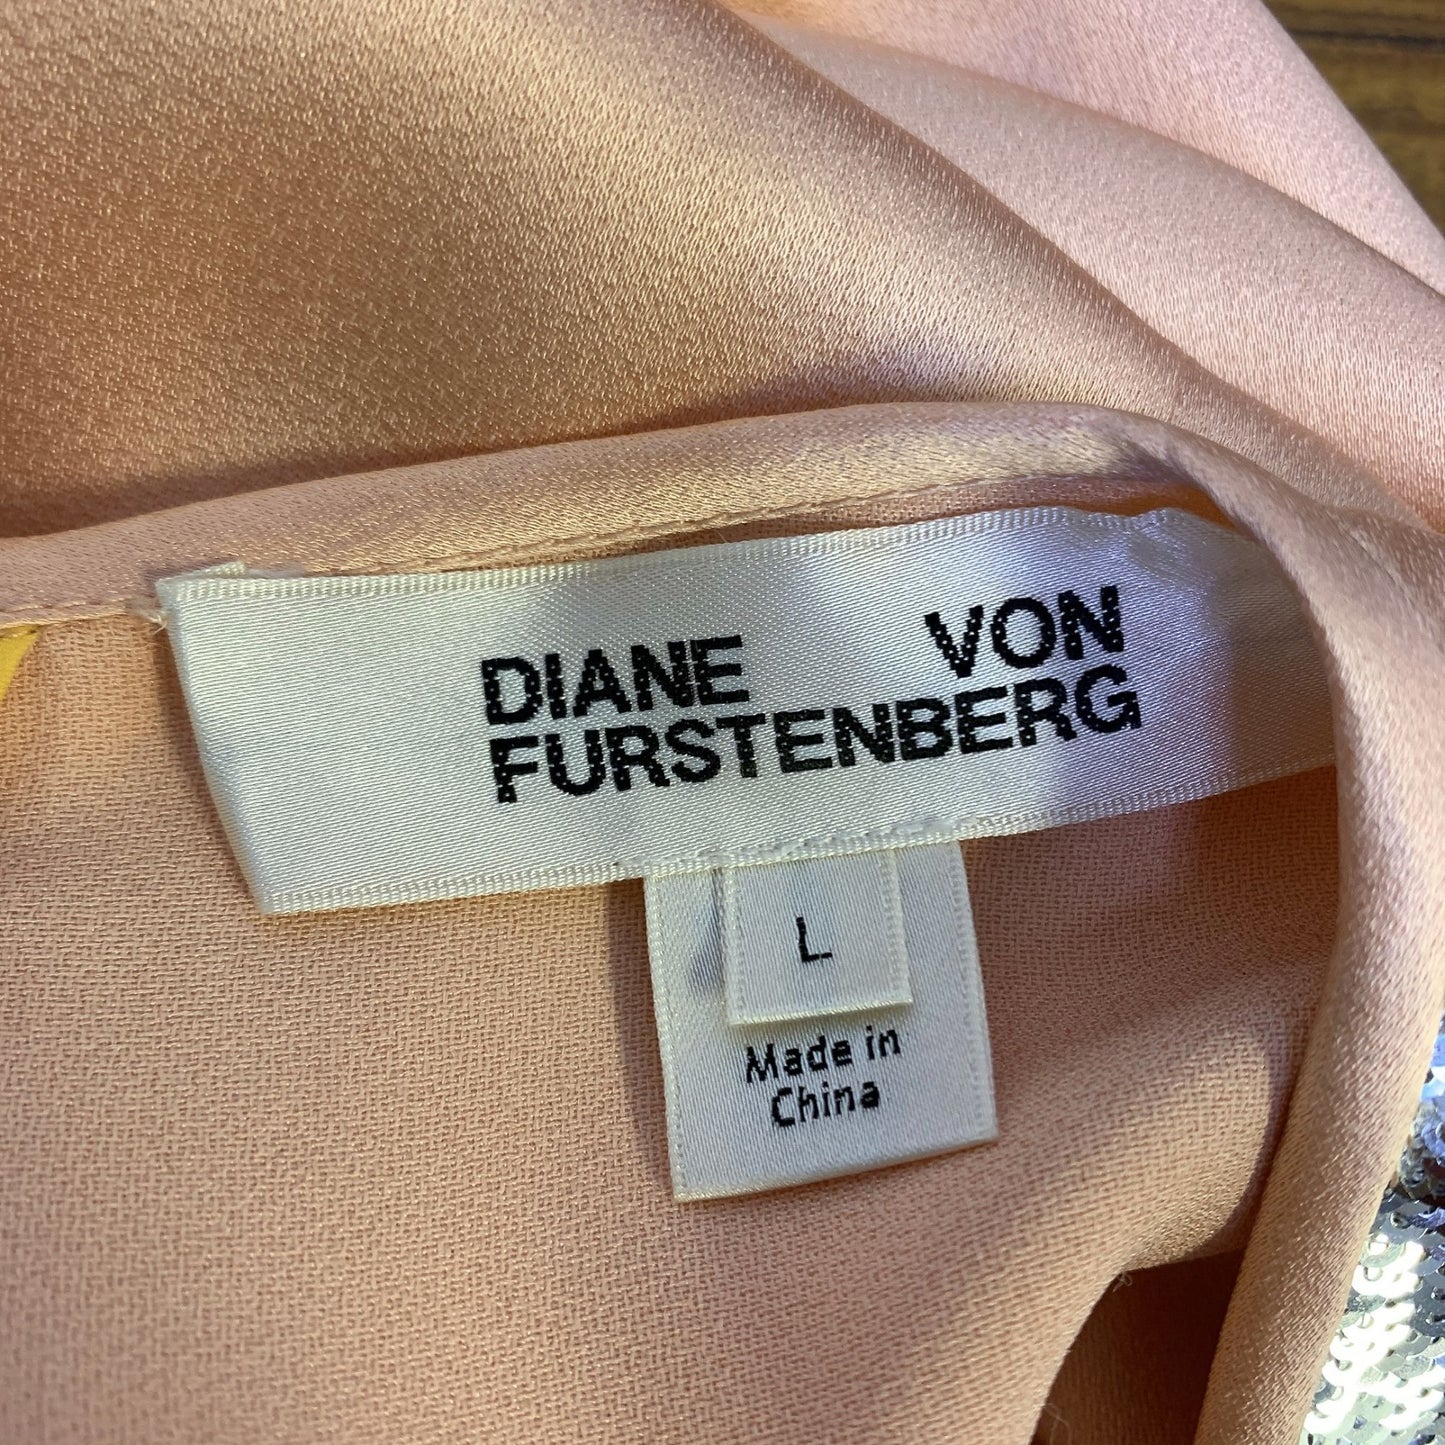 DIANE VON
FURSTENBERG
L
Made in
China